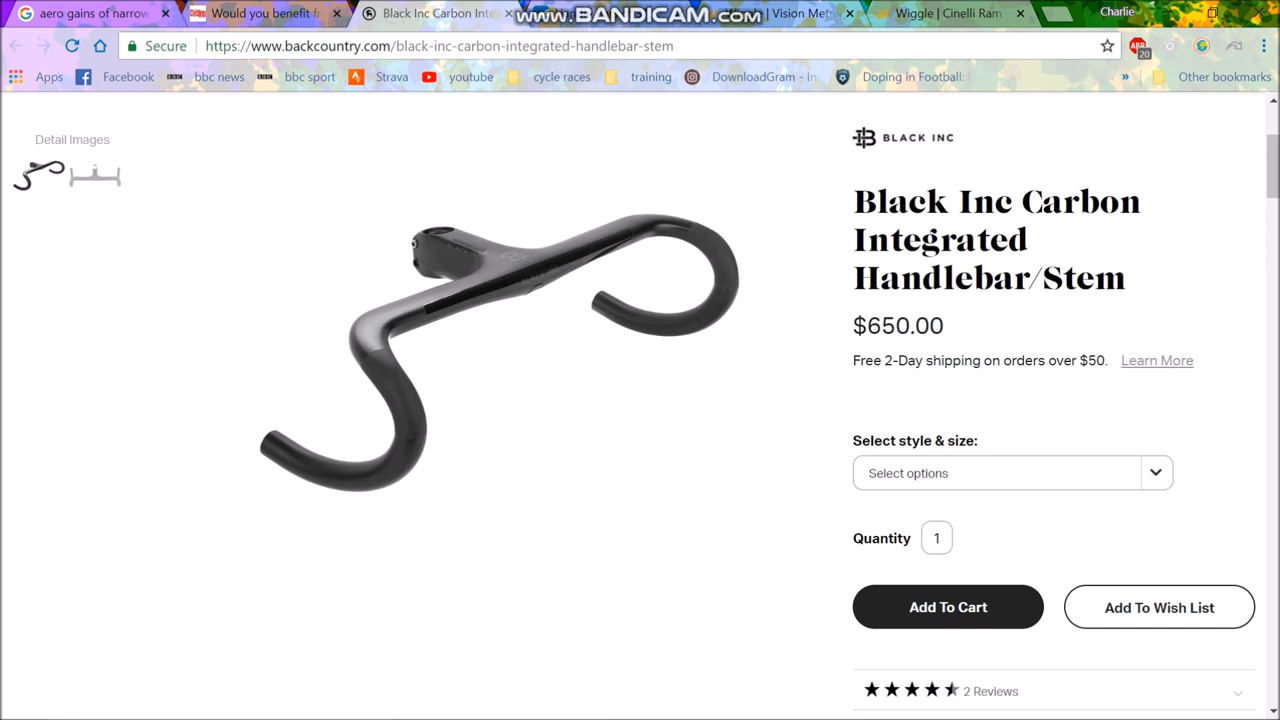 aero gains of narrow
Would you benefit f
Black Inc Carbon Inte
www.BANDICAM.com
| Vision Met
Wiggle | Cinelli Ram
Charlie
Secure
https://www.backcountry.com/black-inc-carbon-integrated-handlebar-stem
ABP
20
Apps
Facebook
bbc news
bbc sport
Strava
youtube
cycle races
training
DownloadGram - In
Doping in Football
»
Other bookmarks
Detail Images
BLACK INC
Black Inc Carbon
Integrated
Handlebar/Stem
$650.00
Free 2-Day shipping on orders over $50. Learn More
Select style & size:
Select options
Quantity 1
Add To Cart
Add To Wish List
2 Reviews